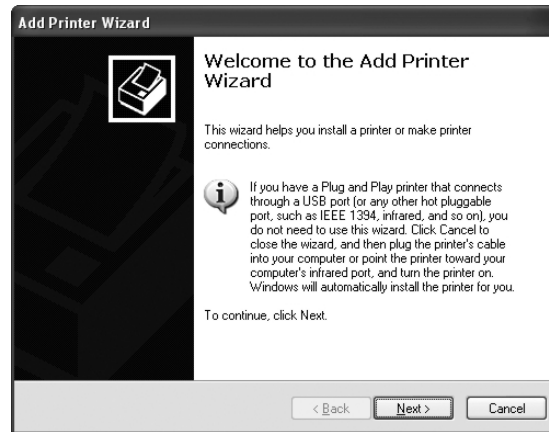 Add Printer Wizard
Welcome to the Add Printer
Wizard
This wizard helps you install a printer or make printer
connections.
If you have a Plug and Play printer that connects
through a USB port (or any other hot pluggable
port, such as IEEE 1394, infrared, and so on), you
do not need to use this wizard. Click Cancel to
close the wizard, and then plug the printer's cable
into your computer or point the printer toward your
computer's infrared port, and turn the printer on.
Windows will automatically install the printer for you.
To continue, click Next.
< Back
Next >
Cancel